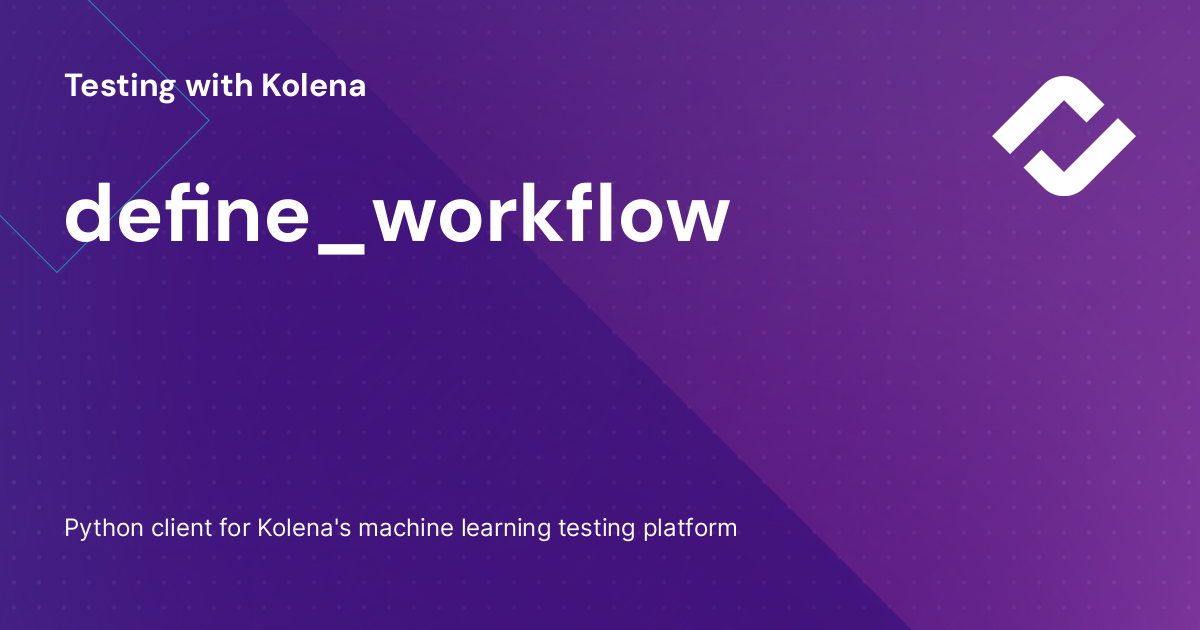 Testing with Kolena
define_workflow
Python client for Kolena's machine learning testing platform